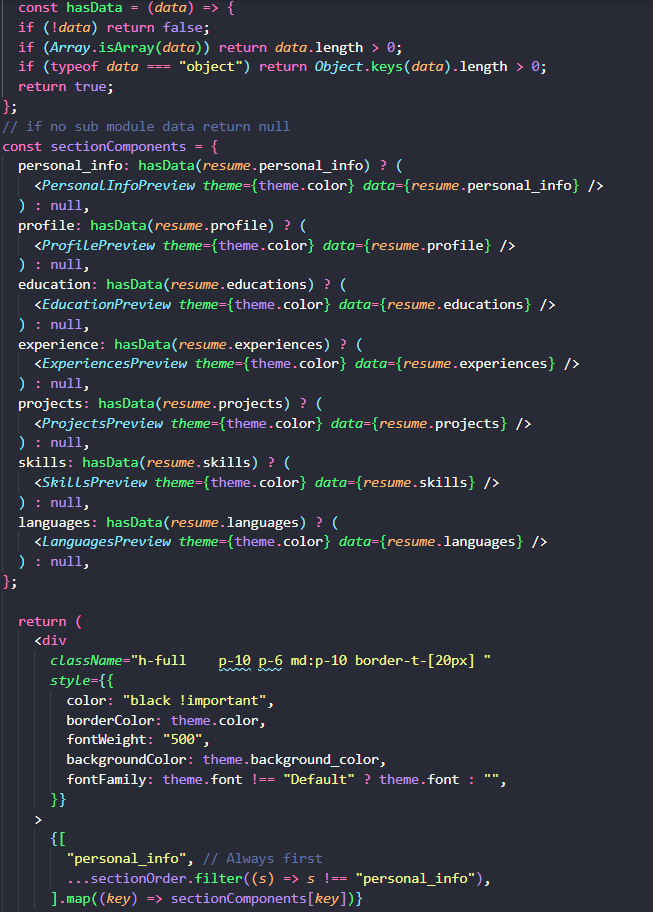 const hasData = (data) => {
if (!data) return false;
if (Array.isArray(data)) return data.length > 0;
if (typeof data === "object") return Object.keys(data).length > 0;
return true;
};
// if no sub module data return null
const sectionComponents = {
personal_info: hasData(resume.personal_info) ? (
<PersonalInfoPreview theme={theme.color} data={resume.personal_info} />
) : null,
profile: hasData(resume.profile) ? (
<ProfilePreview theme={theme.color} data={resume.profile} />
) : null,
education: hasData(resume.educations) ? (
<EducationPreview theme={theme.color} data={resume.educations} />
) : null,
experience: hasData(resume.experiences) ? (
<ExperiencesPreview theme={theme.color} data={resume.experiences} />
) : null,
projects: hasData(resume.projects) ? (
<ProjectsPreview theme={theme.color} data={resume.projects} />
) : null,
skills: hasData(resume.skills) ? (
<SkillsPreview theme={theme.color} data={resume.skills} />
) : null,
languages: hasData(resume.languages) ? (
<LanguagesPreview theme={theme.color} data={resume.languages} />
) : null,
};
return (
<div
className="h-full    p-10 p-6 md:p-10 border-t-[20px] "
style={{
color: "black !important",
borderColor: theme.color,
fontWeight: "500",
backgroundColor: theme.background_color,
fontFamily: theme.font !== "Default" ? theme.font : "",
}}
>
{[
"personal_info", // Always first
...sectionOrder.filter((s) => s !== "personal_info"),
].map((key) => sectionComponents[key])}